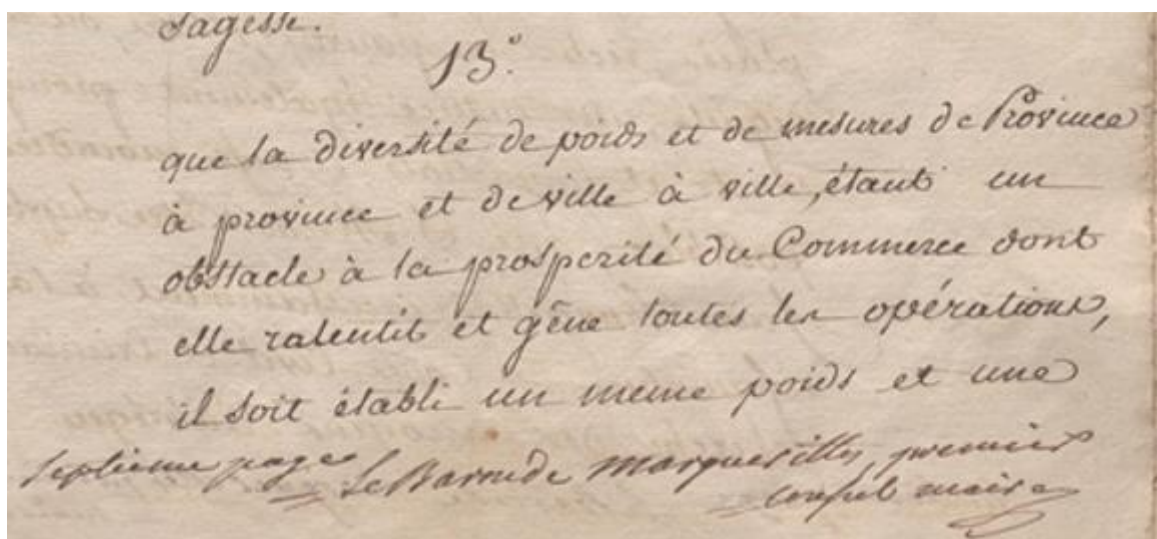 Sagesse.
13.°
que la diversité de poids et de mesures de Province
à province et de ville à ville, étant un
obstacle à la prosperité du Commerce dont
elle ralentit et gêne toutes les opérations,
il soit établi un meme poids et une
Septieme page Le Baron de Marguerittes, premier
consul maire